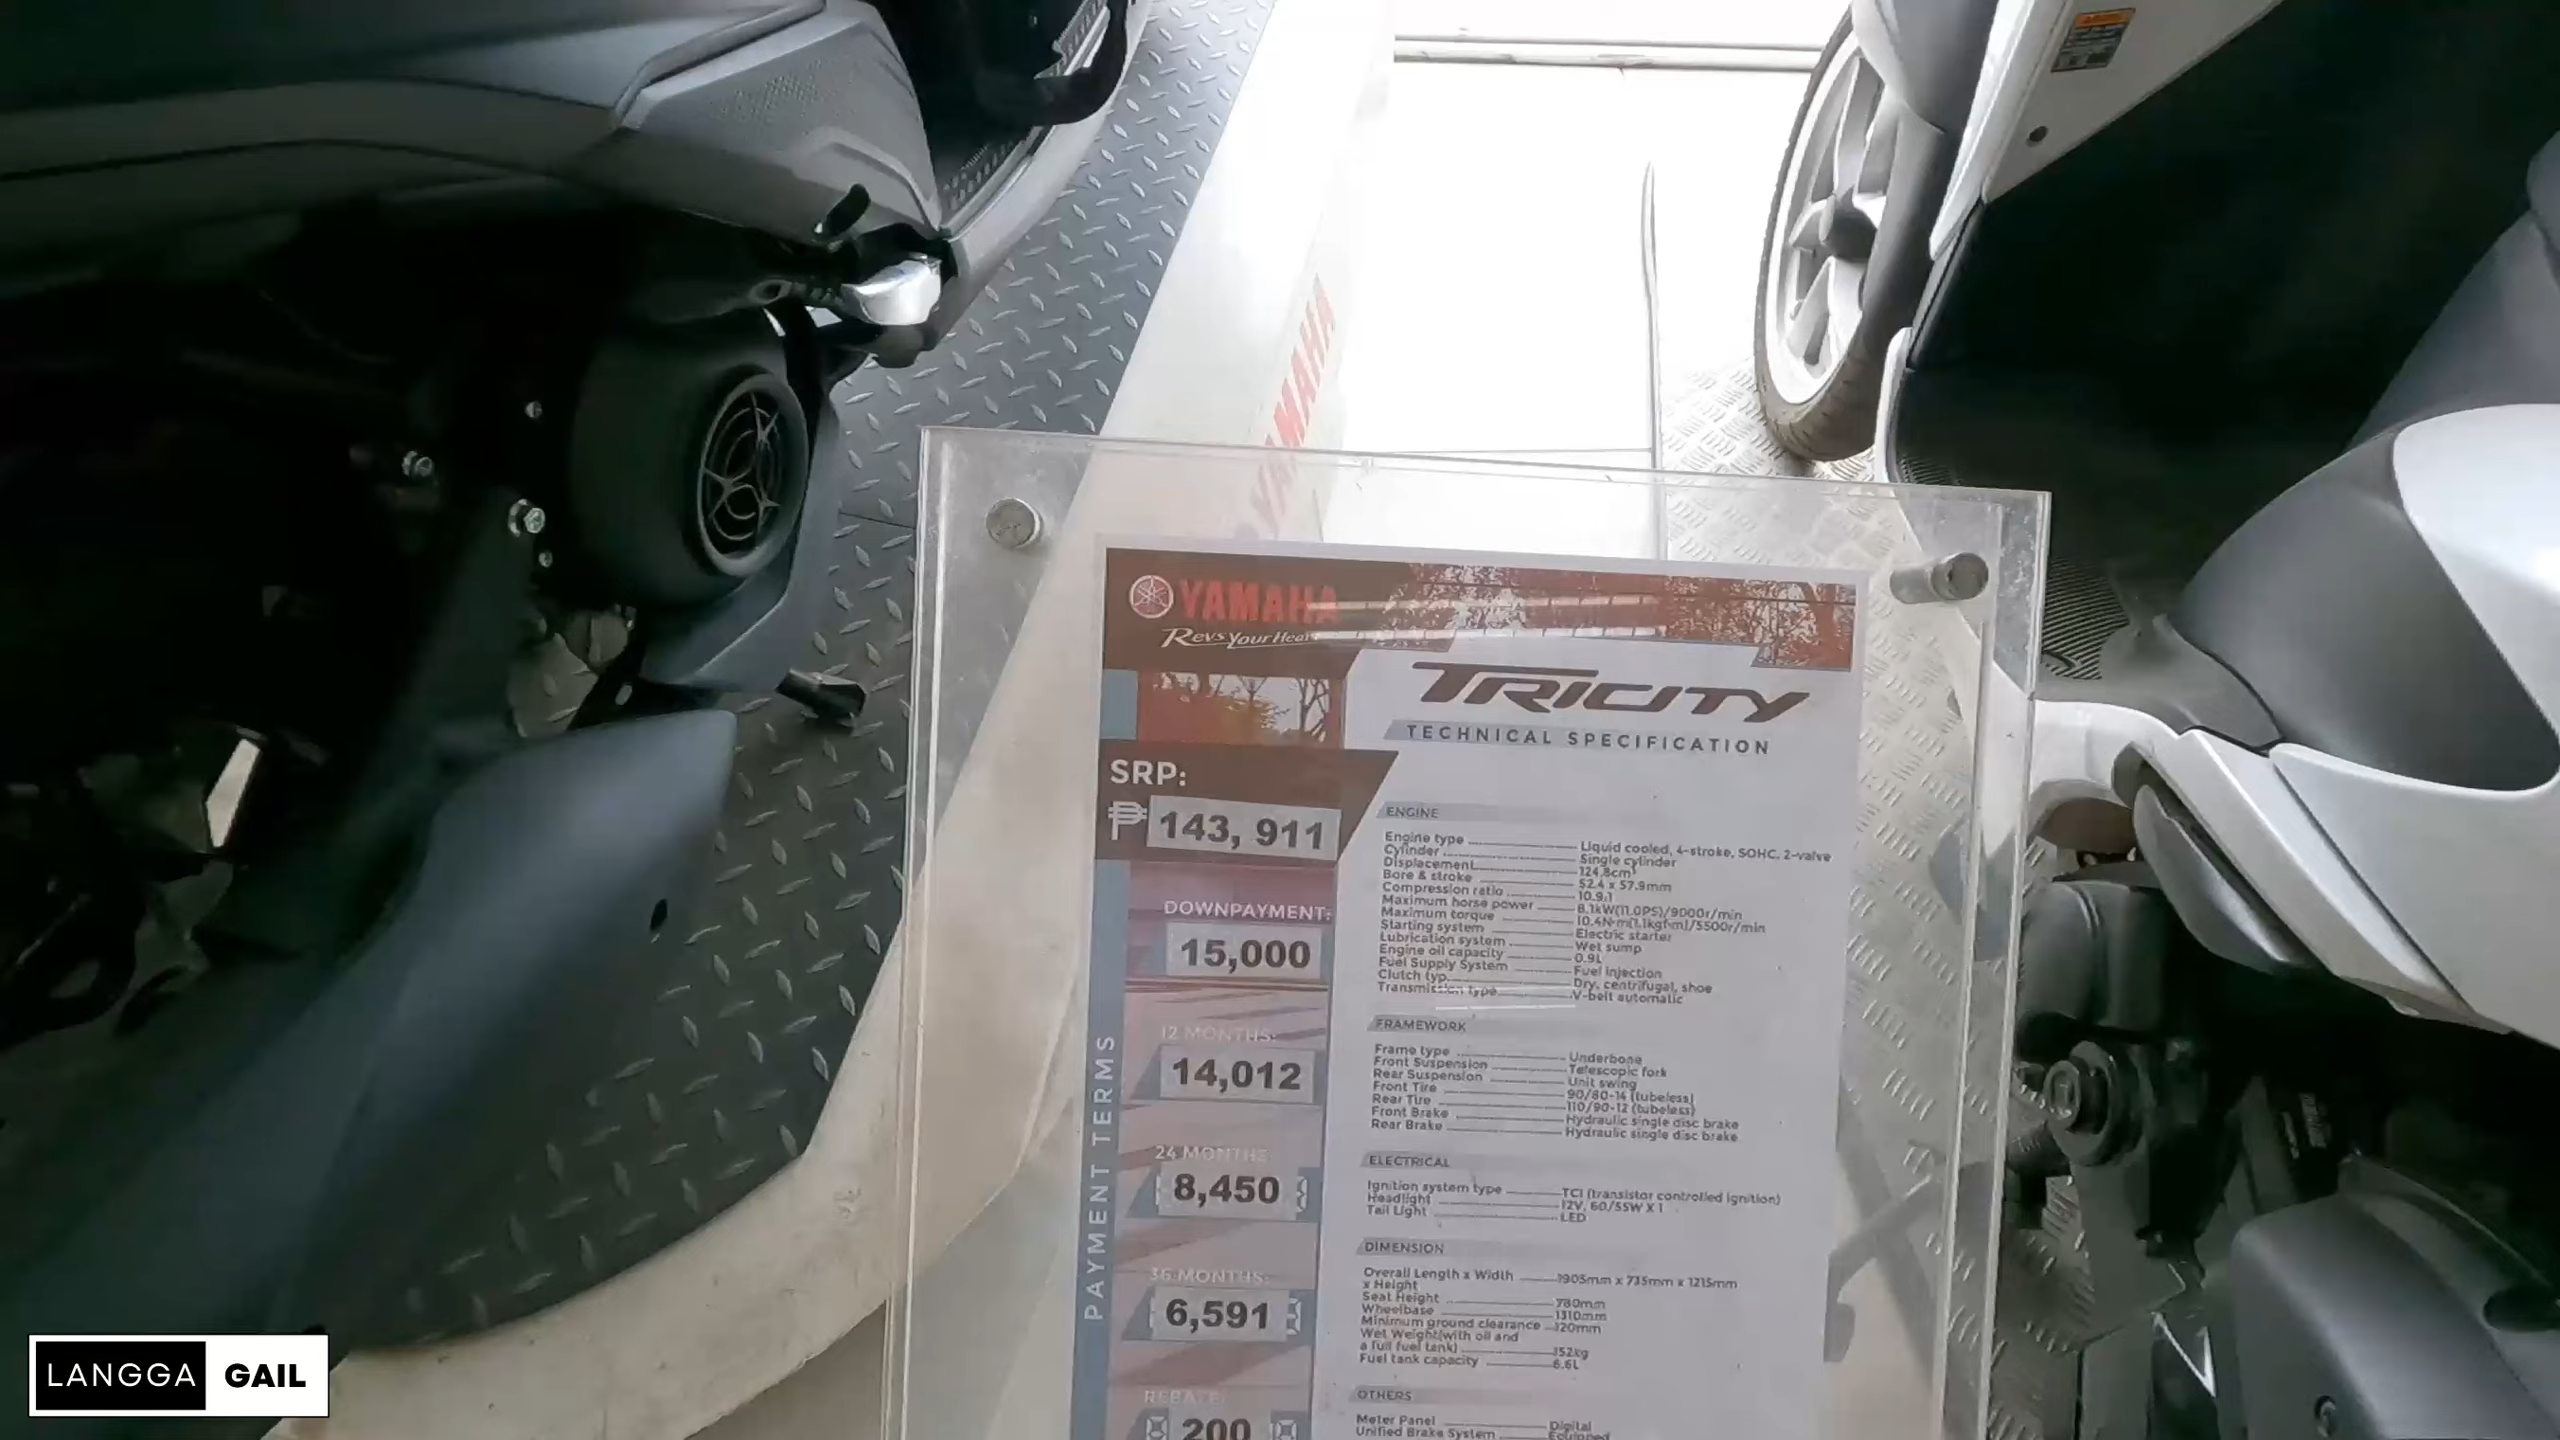 YAMAHA
YAMAHA
YAMAHA
Revs Your Heart
TRICITY
TECHNICAL SPECIFICATION
SRP:
₱ 143, 911
DOWNPAYMENT:
15,000
PAYMENT TERMS
12 MONTHS:
14,012
24 MONTHS:
8,450
36 MONTHS:
6,591
REBATE:
200
ENGINE
Engine type Liquid cooled, 4-stroke, SOHC, 2-valve
Cylinder Single cylinder
Displacement 124.8cm³
Bore & stroke 52.4 x 57.9mm
Compression ratio 10.9:1
Maximum horse power 8.1kW(11.0PS)/9000r/min
Maximum torque 10.4N·m(1.1kgf·m)/5500r/min
Starting system Electric starter
Lubrication system Wet sump
Engine oil capacity 0.9L
Fuel Supply System Fuel injection
Clutch typ Dry, centrifugal, shoe
Transmission type V-belt automatic
FRAMEWORK
Frame type Underbone
Front Suspension Telescopic fork
Rear Suspension Unit swing
Front Tire 90/80-14 (tubeless)
Rear Tire 110/90-12 (tubeless)
Front Brake Hydraulic single disc brake
Rear Brake Hydraulic single disc brake
ELECTRICAL
Ignition system type TCI (transistor controlled ignition)
Headlight 12V, 60/55W X 1
Tail Light LED
DIMENSION
Overall Length x Width 1905mm x 735mm x 1215mm
x Height
Seat Height 780mm
Wheelbase 1310mm
Minimum ground clearance 120mm
Wet Weight(with oil and
a full fuel tank) 152kg
Fuel tank capacity 6.6L
OTHERS
Meter Panel Digital
Unified Brake System Equipped
LANGGA GAIL